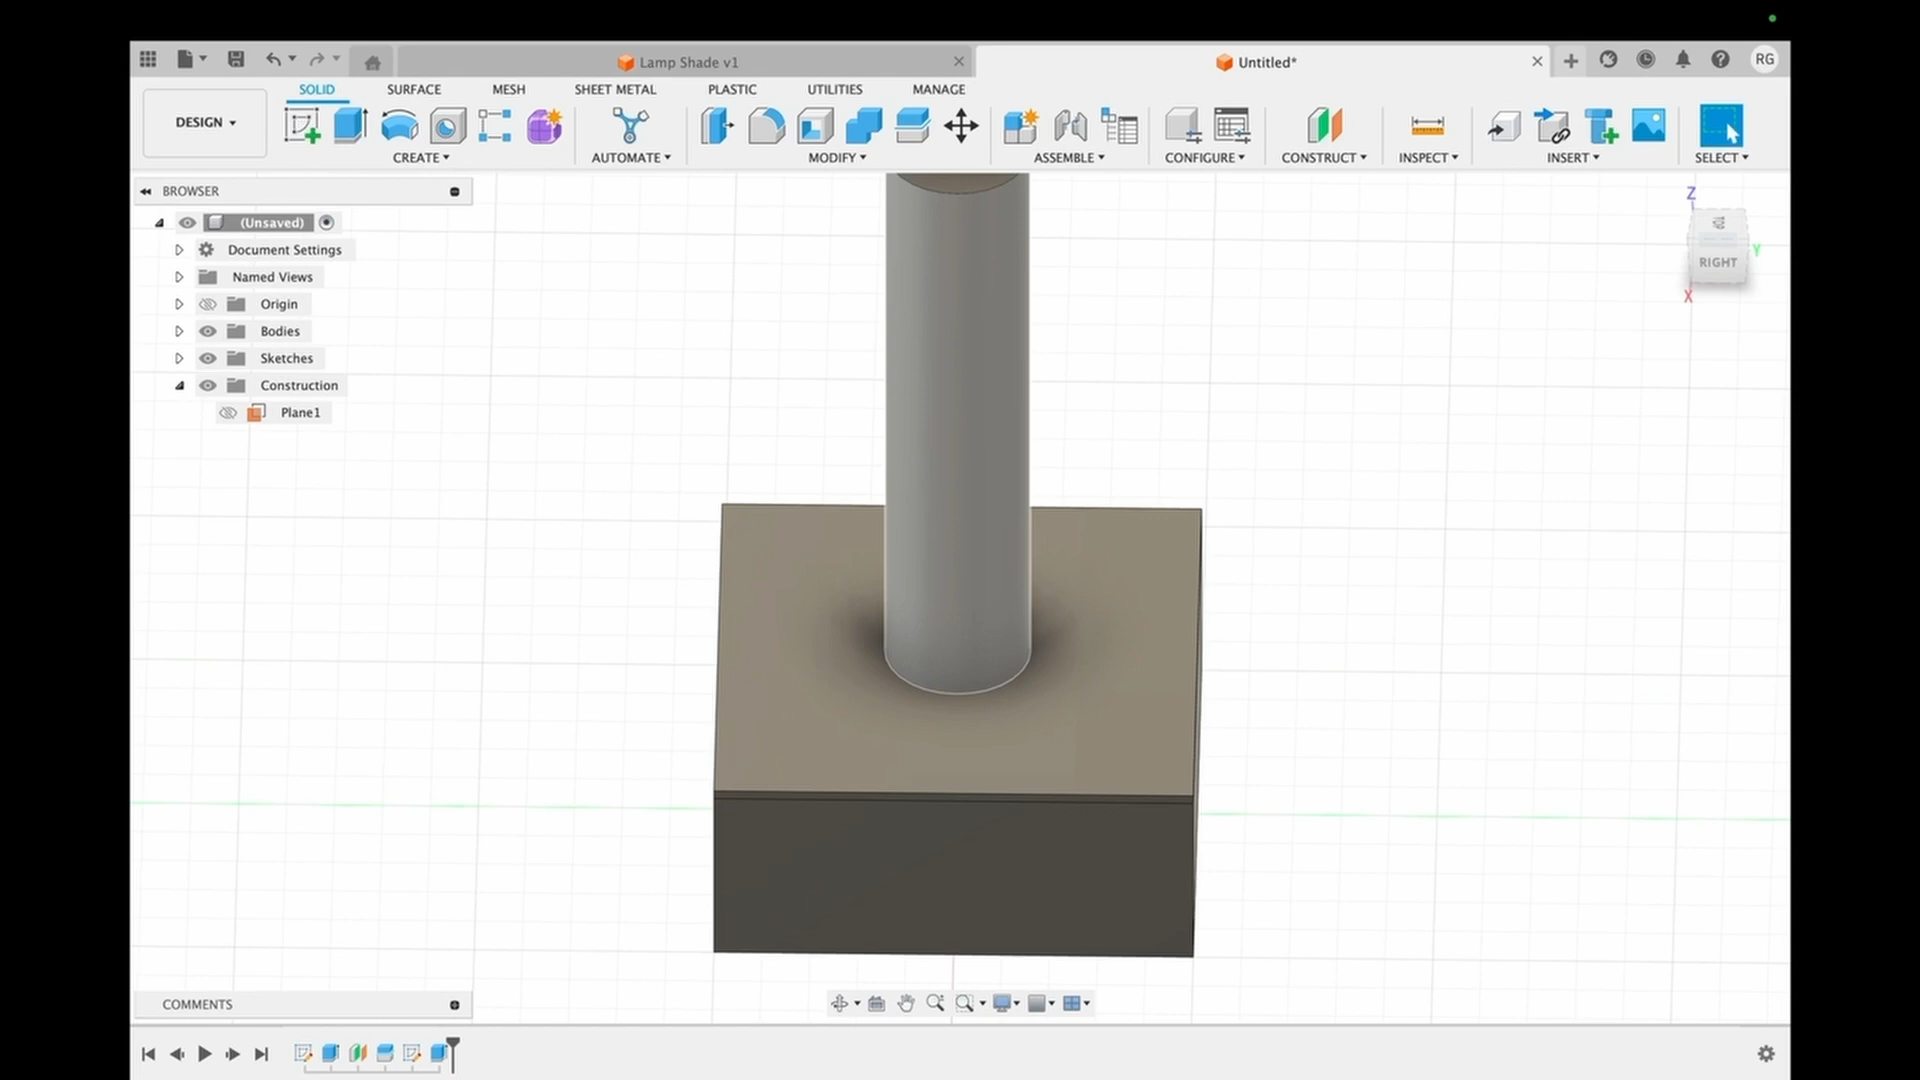 Lamp Shade v1
Untitled*
RG
SOLID
SURFACE
MESH
SHEET METAL
PLASTIC
UTILITIES
MANAGE
DESIGN
CREATE
AUTOMATE
MODIFY
ASSEMBLE
CONFIGURE
CONSTRUCT
INSPECT
INSERT
SELECT
BROWSER
(Unsaved)
Document Settings
Named Views
Origin
Bodies
Sketches
Construction
Plane1
Z
TOP
Y
RIGHT
X
COMMENTS